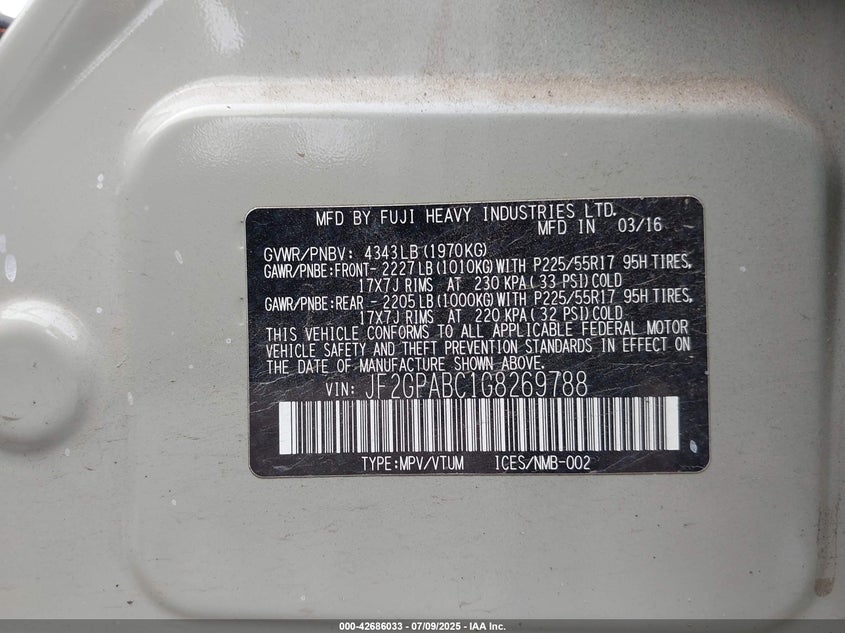 MFD BY FUJI HEAVY INDUSTRIES LTD.
MFD IN 03/16
GVWR/PNBV: 4343LB(1970KG)
GAWR/PNBE:FRONT- 2227LB(1010KG)WITH P225/55R17 95H TIRES,
17X7J RIMS AT 230 KPA(33 PSI)COLD
GAWR/PNBE:REAR - 2205LB(1000KG)WITH P225/55R17 95H TIRES,
17X7J RIMS AT 220 KPA(32 PSI)COLD
THIS VEHICLE CONFORMS TO ALL APPLICABLE FEDERAL MOTOR
VEHICLE SAFETY AND THEFT PREVENTION STANDARDS IN EFFECT ON
THE DATE OF MANUFACTURE SHOWN ABOVE.
VIN: JF2GPABC1G8269788
TYPE:MPV/VTUM ICES/NMB-002
000-42686033 / 07/09/2025 - IAA Inc.